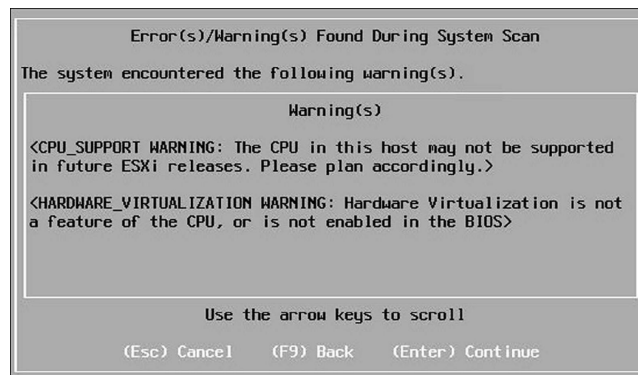 Error(s)/Warning(s) Found During System Scan
The system encountered the following warning(s).
Warning(s)
<CPU_SUPPORT WARNING: The CPU in this host may not be supported
in future ESXi releases. Please plan accordingly.>
<HARDWARE_VIRTUALIZATION WARNING: Hardware Virtualization is not
a feature of the CPU, or is not enabled in the BIOS>
Use the arrow keys to scroll
(Esc) Cancel (F9) Back (Enter) Continue